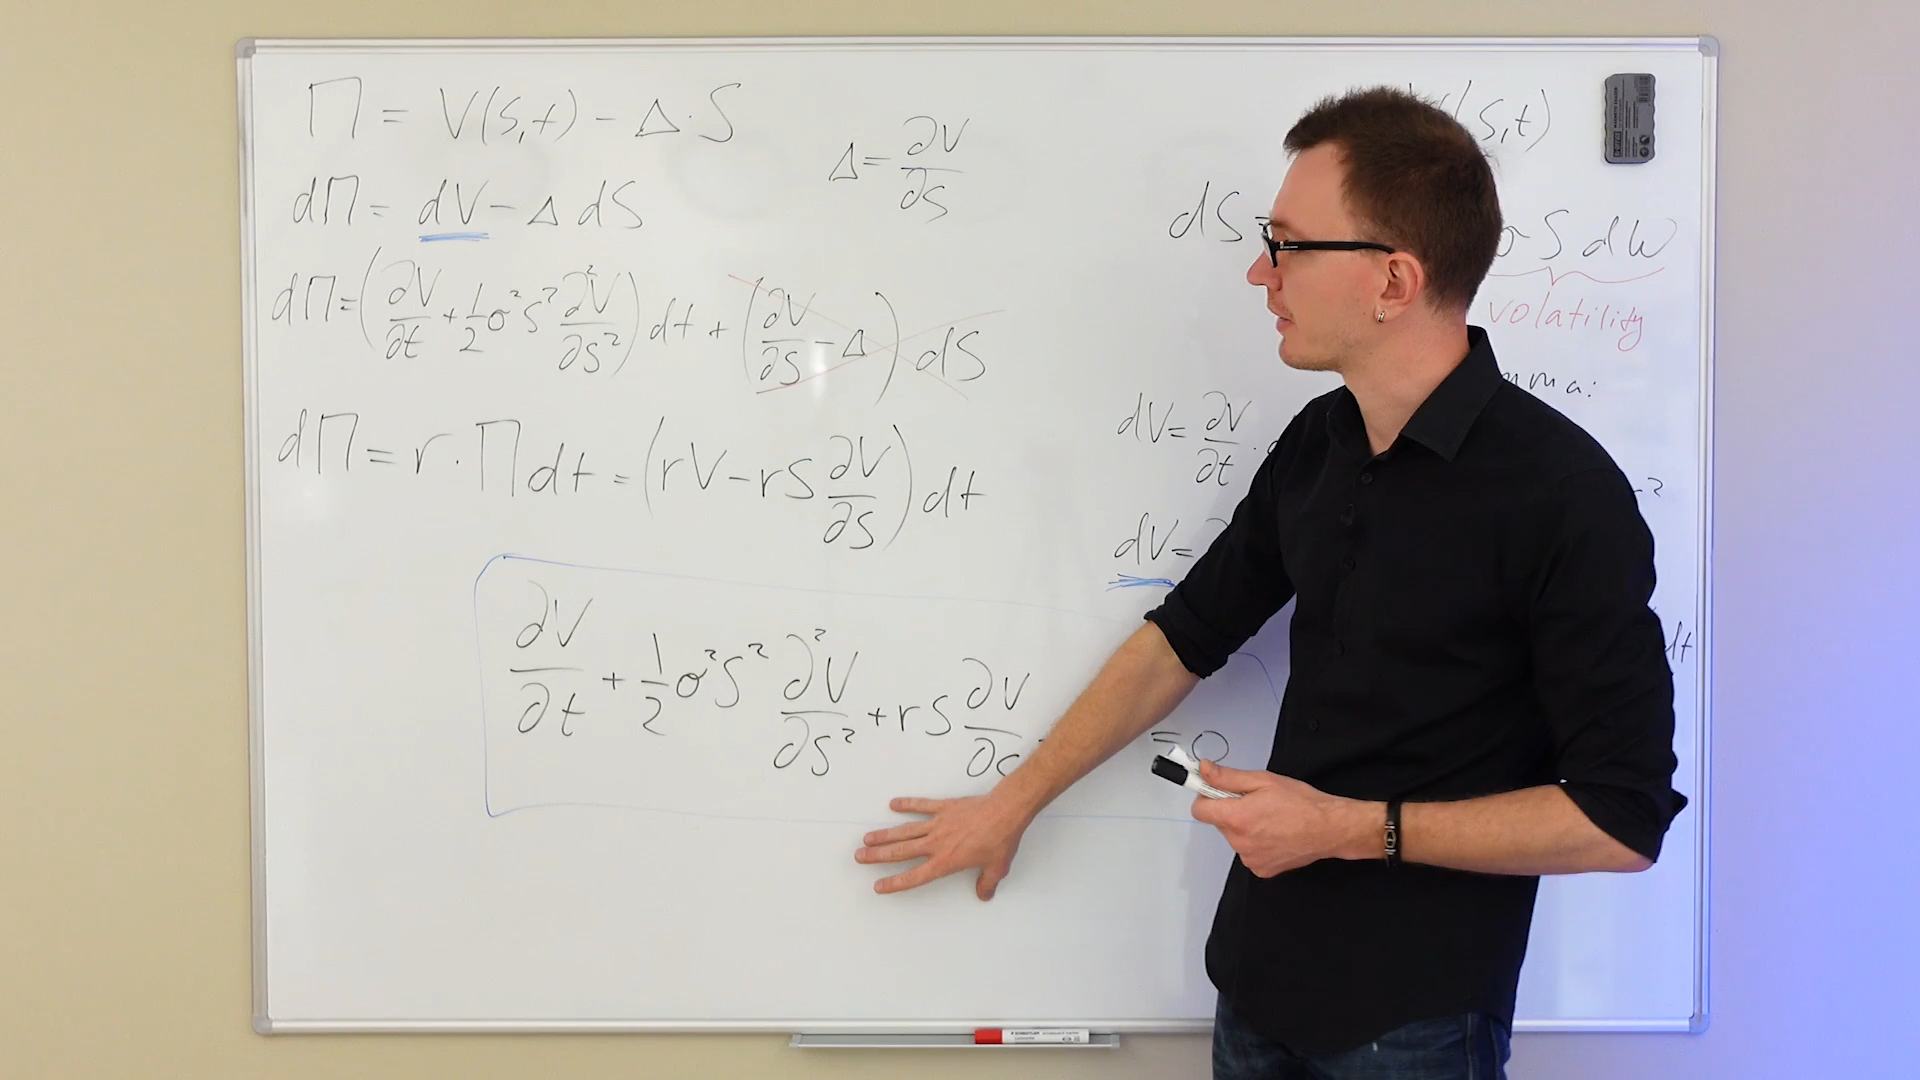 Π = V(S,t) - Δ·S
Δ = ∂V/∂S
dΠ = dV - Δ dS
dΠ = (∂V/∂t + 1/2 σ²S² ∂²V/∂S²) dt + (∂V/∂S - Δ) dS
dΠ = r·Π dt = (rV - rS ∂V/∂S) dt
∂V/∂t + 1/2 σ²S² ∂²V/∂S² + rS ∂V/∂S = 0
(S,t)
dS = σ S dW
volatility
mma:
dV = ∂V/∂t ·
dV =
dt
STAEDTLER